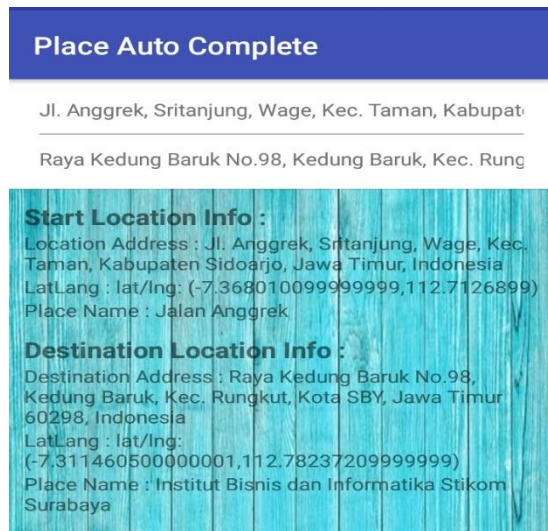 Place Auto Complete
Jl. Anggrek, Sritanjung, Wage, Kec. Taman, Kabupat
Raya Kedung Baruk No.98, Kedung Baruk, Kec. Rung
Start Location Info :
Location Address : Jl. Anggrek, Sritanjung, Wage, Kec.
Taman, Kabupaten Sidoarjo, Jawa Timur, Indonesia
LatLang : lat/lng: (-7.368010099999999,112.7126899)
Place Name : Jalan Anggrek
Destination Location Info :
Destination Address : Raya Kedung Baruk No.98,
Kedung Baruk, Kec. Rungkut, Kota SBY, Jawa Timur
60298, Indonesia
LatLang : lat/lng:
(-7.311460500000001,112.78237209999999)
Place Name : Institut Bisnis dan Informatika Stikom
Surabaya